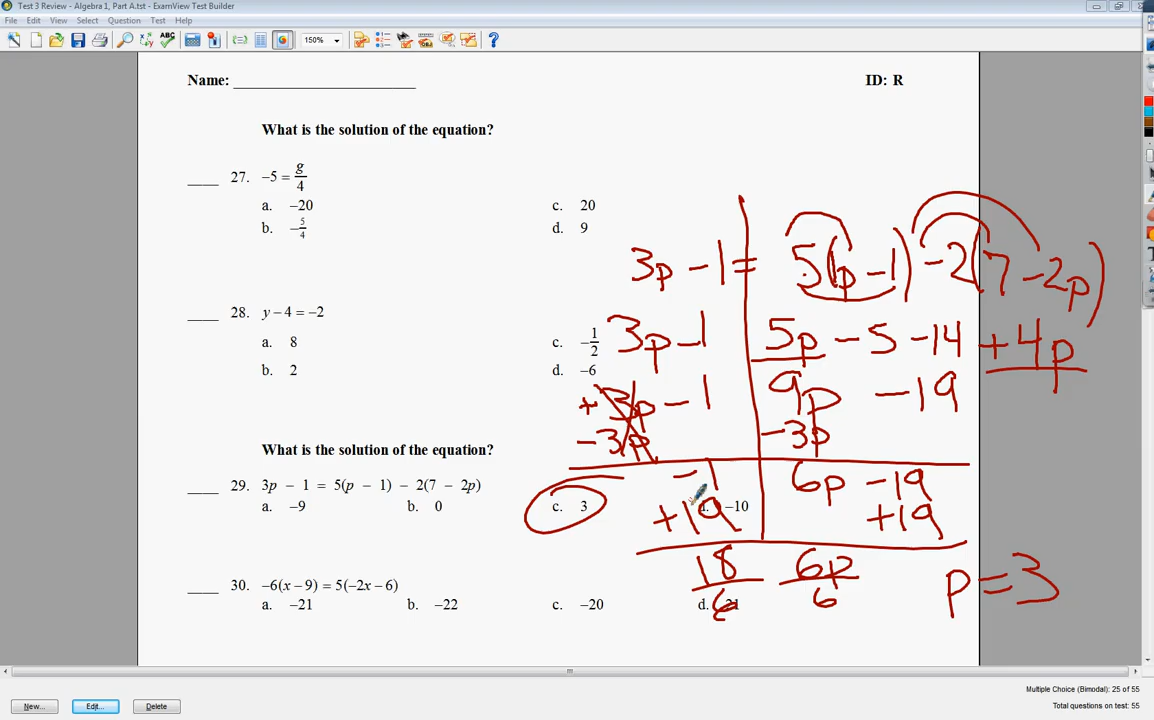 Test 3 Review - Algebra 1, Part A.tst - ExamView Test Builder
File Edit View Select Question Test Help
150%
Name: ____________________ ID: R
What is the solution of the equation?
____ 27. −5 = g/4
a. −20 c. 20
b. −5/4 d. 9
3p − 1 = 5(p − 1) − 2(7 − 2p)
____ 28. y − 4 = −2
a. 8 c. −1/2
b. 2 d. −6
3p − 1 5p − 5 − 14 + 4p
+3p − 1 9p − 19
−3p −3p
What is the solution of the equation?
____ 29. 3p − 1 = 5(p − 1) − 2(7 − 2p)
a. −9 b. 0 c. 3 d. −10
−1 6p − 19
+19 +19
18/6 6p/6 p = 3
____ 30. −6(x − 9) = 5(−2x − 6)
a. −21 b. −22 c. −20 d. 21
New... Edit... Delete
Multiple Choice (Bimodal): 25 of 55
Total questions on test: 55